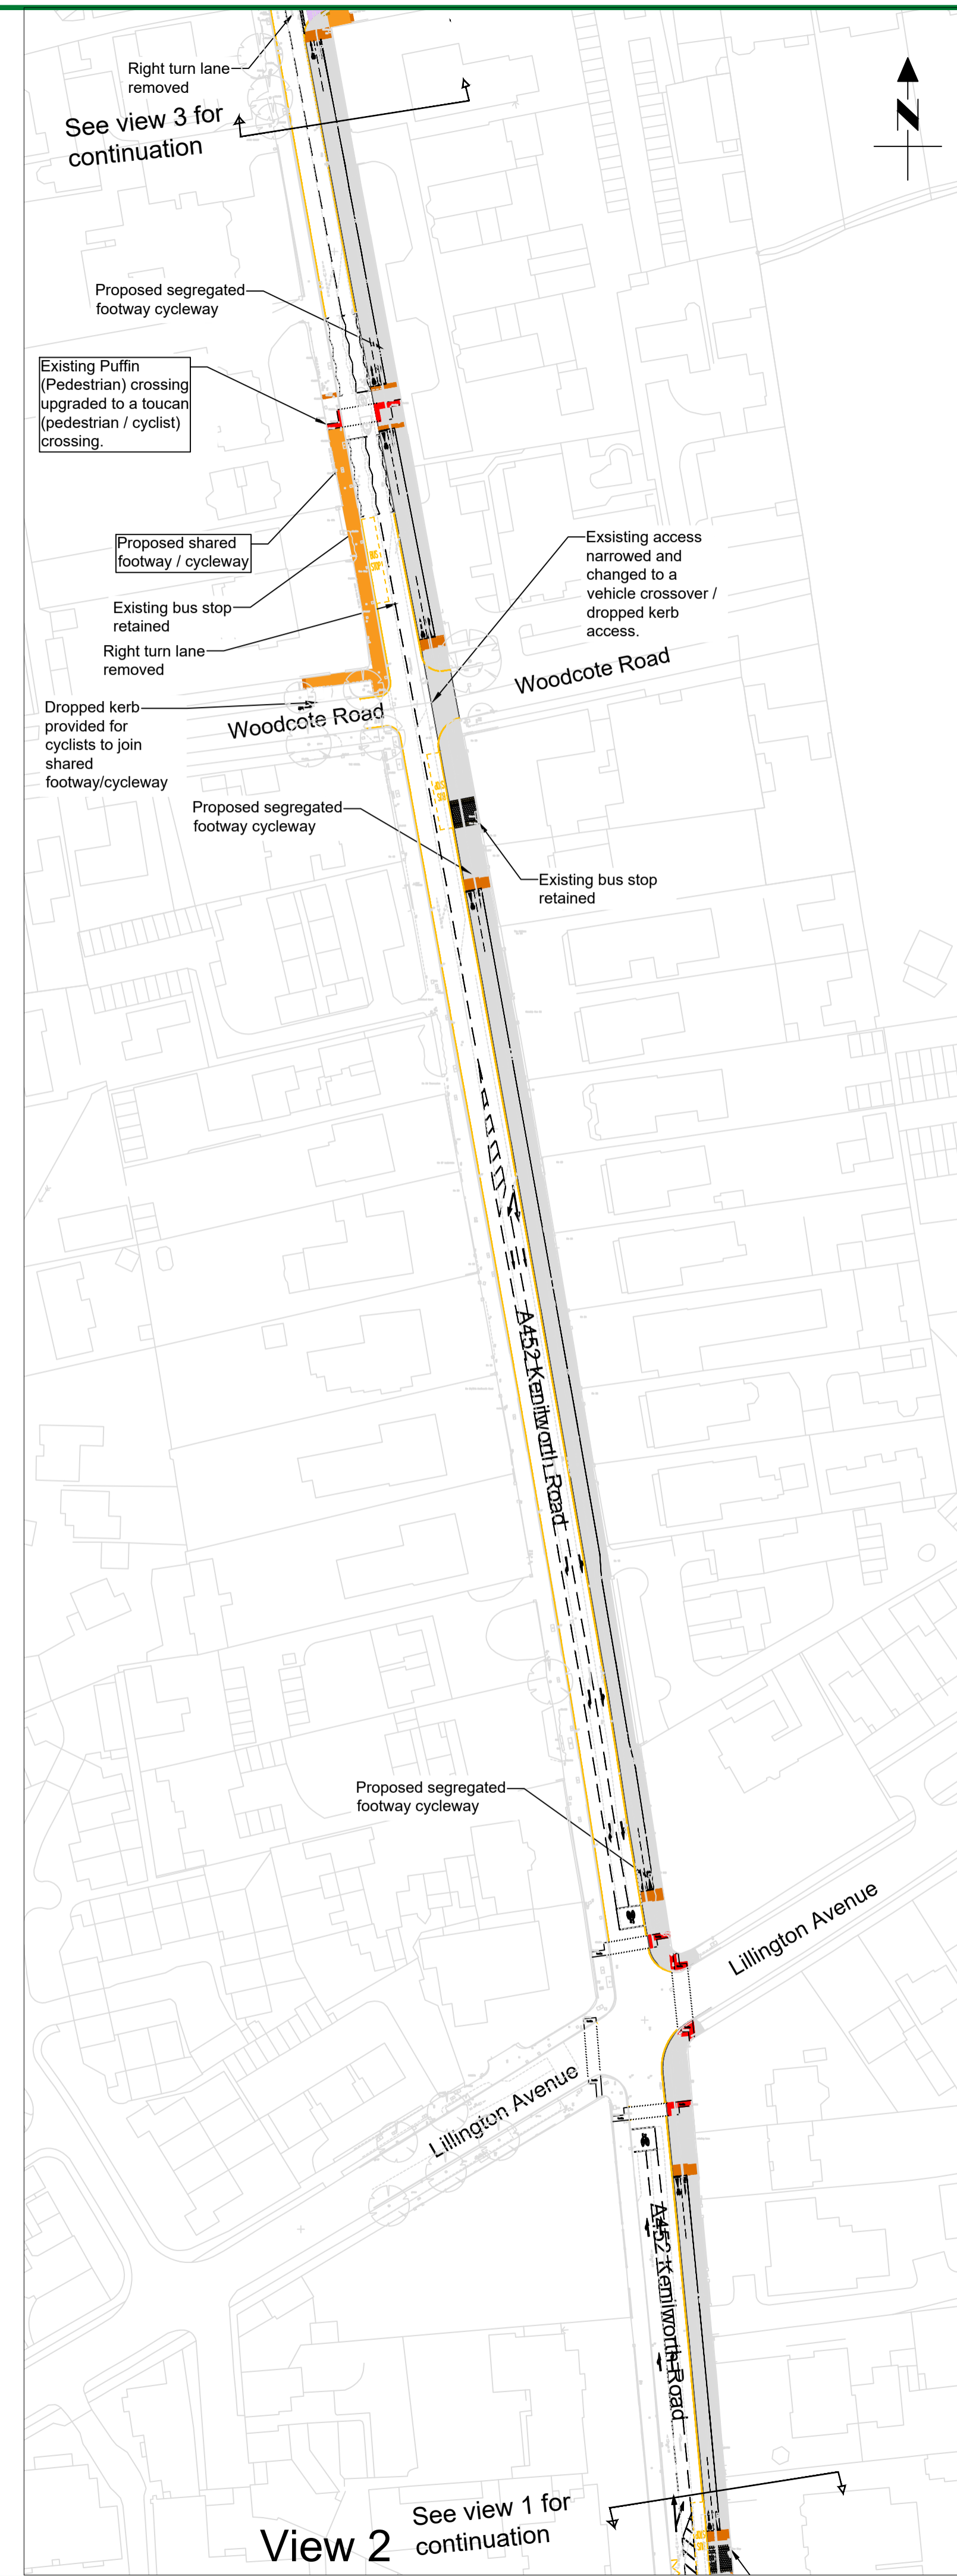 Right turn lane
removed
See view 3 for
continuation
N
Proposed segregated
footway cycleway
Existing Puffin
(Pedestrian) crossing
upgraded to a toucan
(pedestrian / cyclist)
crossing.
Proposed shared
footway / cycleway
Exsisting access
narrowed and
changed to a
vehicle crossover /
dropped kerb
access.
Existing bus stop
retained
Right turn lane
removed
Woodcote Road
Dropped kerb
provided for
cyclists to join
shared
footway/cycleway
Woodcote Road
Proposed segregated
footway cycleway
Existing bus stop
retained
A452 Kenilworth Road
Proposed segregated
footway cycleway
Lillington Avenue
Lillington Avenue
A452 Kenilworth Road
See view 1 for
continuation
View 2